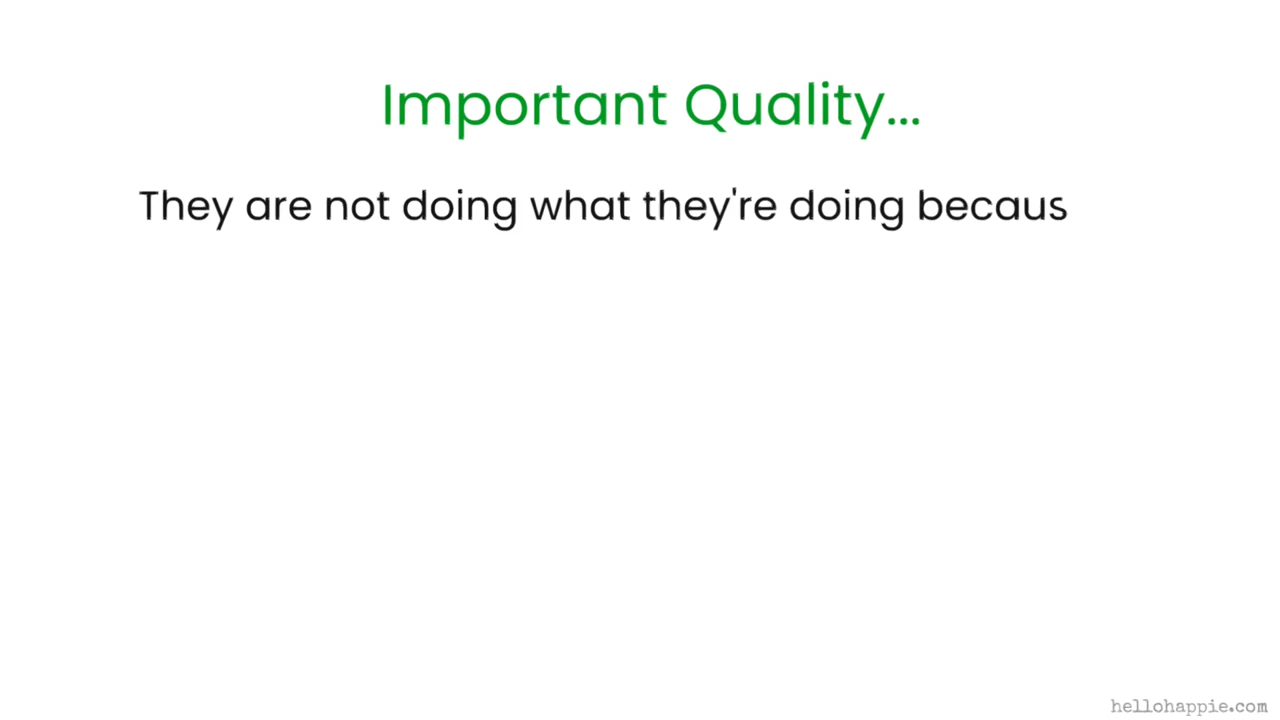 Important Quality...
They are not doing what they're doing becaus
hellohappie.com